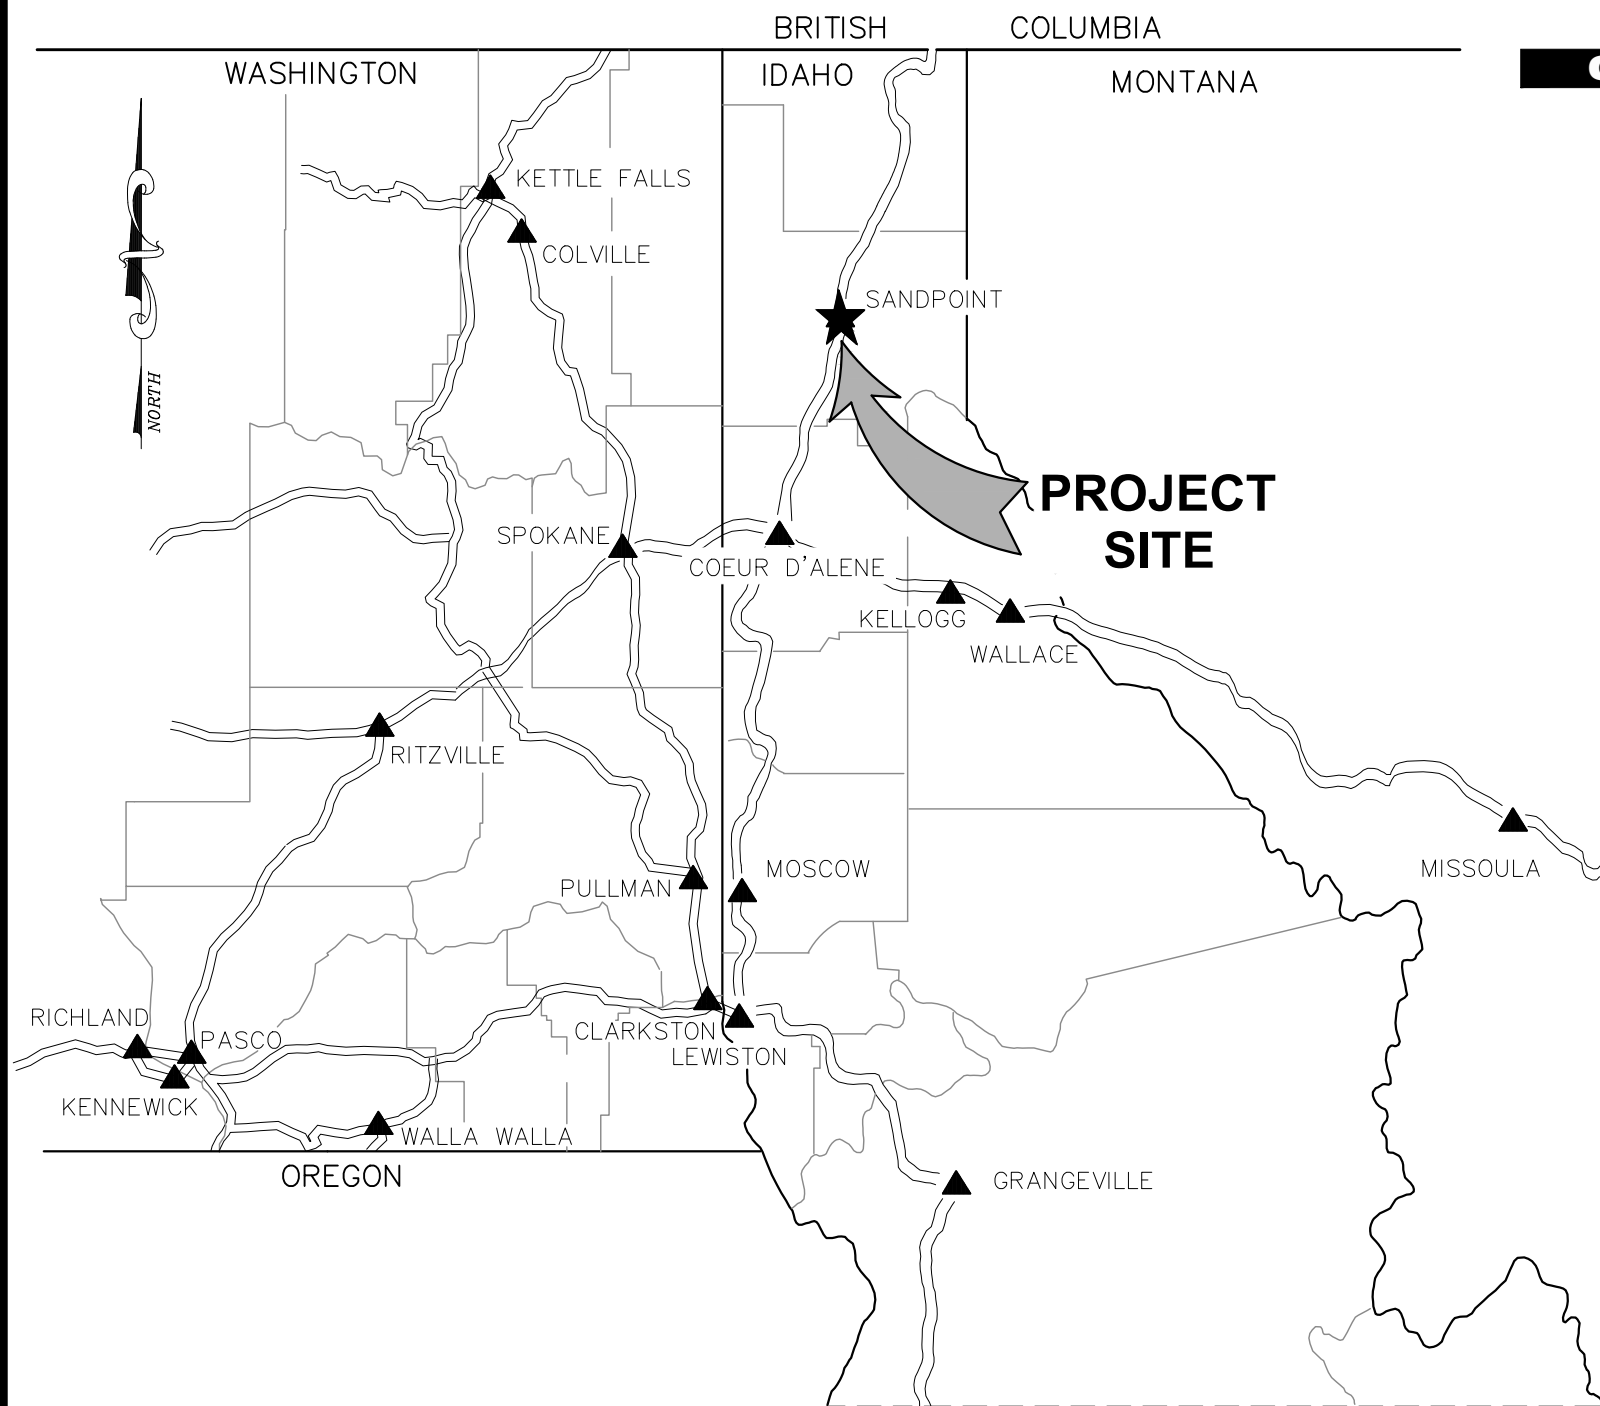 BRITISH COLUMBIA
WASHINGTON
IDAHO
MONTANA
KETTLE FALLS
COLVILLE
SANDPOINT
NORTH
PROJECT
SITE
SPOKANE
COEUR D'ALENE
KELLOGG
WALLACE
RITZVILLE
MISSOULA
MOSCOW
PULLMAN
RICHLAND
PASCO
CLARKSTON
LEWISTON
KENNEWICK
WALLA WALLA
OREGON
GRANGEVILLE